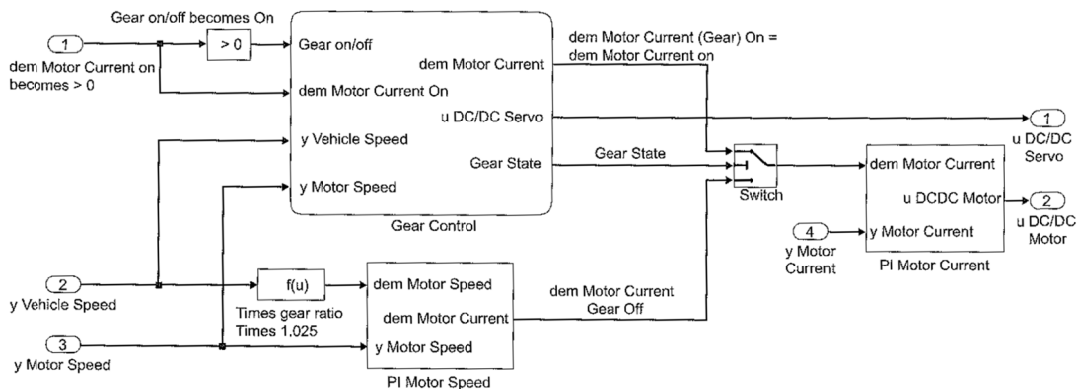 Gear on/off becomes On
1
> 0
dem Motor Current on
becomes > 0
Gear on/off
dem Motor Current On
y Vehicle Speed
y Motor Speed
dem Motor Current
u DC/DC Servo
Gear State
Gear Control
dem Motor Current (Gear) On =
dem Motor Current on
Gear State
Switch
1
u DC/DC
Servo
dem Motor Current
u DCDC Motor
y Motor Current
PI Motor Current
2
u DC/DC
Motor
4
y Motor
Current
2
y Vehicle Speed
f(u)
Times gear ratio
Times 1.025
3
y Motor Speed
dem Motor Speed
dem Motor Current
y Motor Speed
PI Motor Speed
dem Motor Current
Gear Off